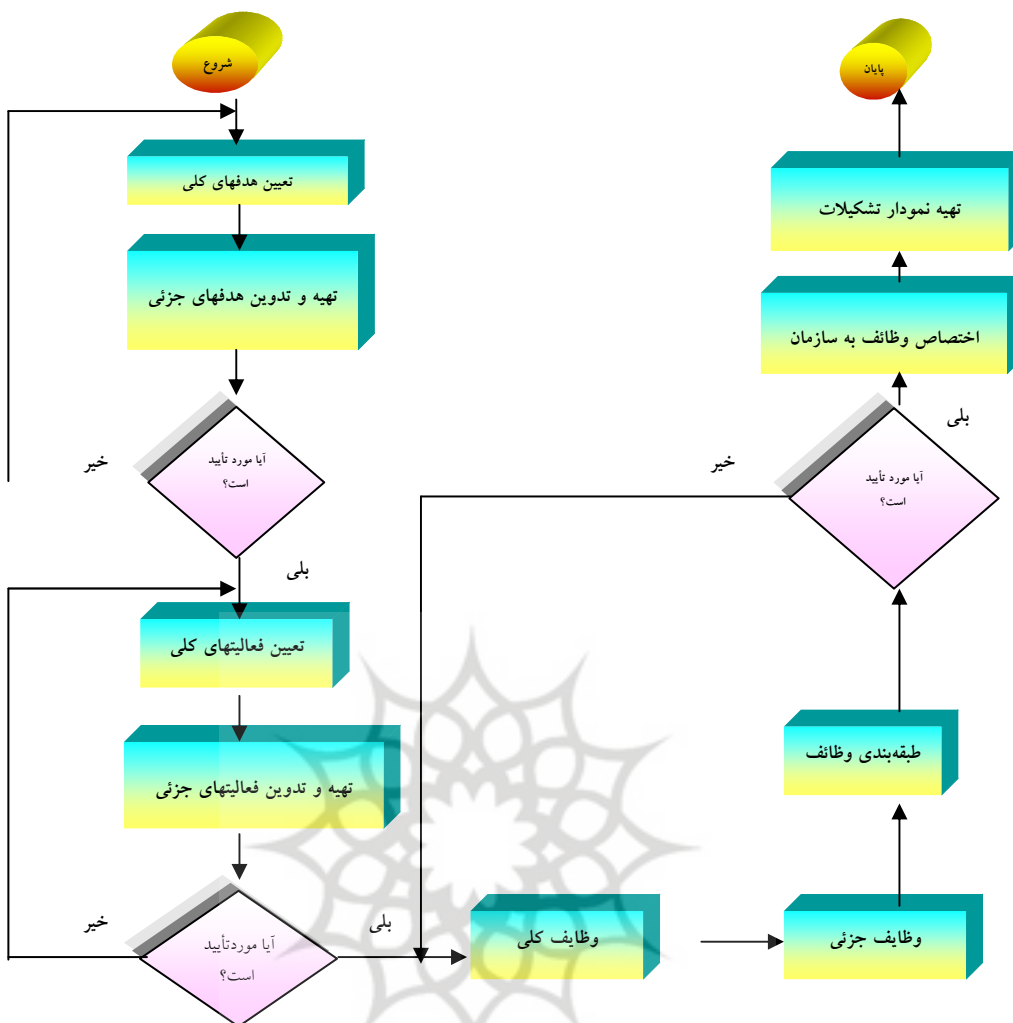 شروع
تعیین هدفهای کلی
تهیه و تدوین هدفهای جزئی
آیا مورد تأیید
است؟
خیر
بلی
تعیین فعالیتهای کلی
تهیه و تدوین فعالیتهای جزئی
آیا موردتأیید
است؟
خیر
بلی
وظایف کلی
وظایف جزئی
طبقه‌بندی وظائف
آیا مورد تأیید
است؟
خیر
بلی
اختصاص وظائف به سازمان
تهیه نمودار تشکیلات
پایان